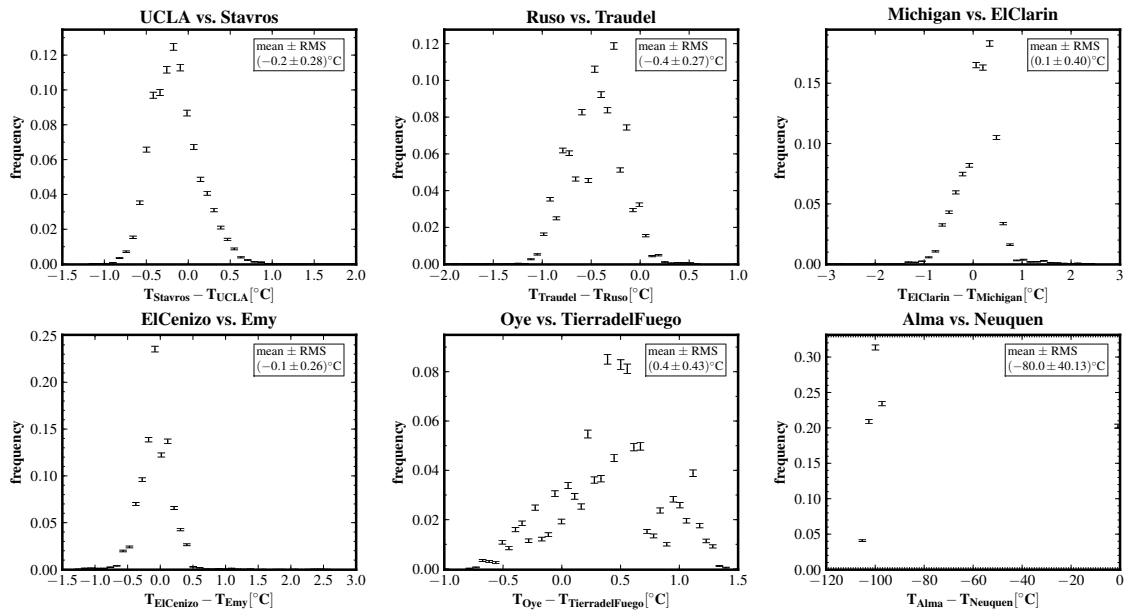 UCLA vs. Stavros
frequency
0.12
0.10
0.08
0.06
0.04
0.02
0.00
mean ± RMS
(−0.2±0.28)°C
−1.5 −1.0 −0.5 0.0 0.5 1.0 1.5 2.0
T_Stavros − T_UCLA [°C]
Ruso vs. Traudel
frequency
0.12
0.10
0.08
0.06
0.04
0.02
0.00
mean ± RMS
(−0.4±0.27)°C
−2.0 −1.5 −1.0 −0.5 0.0 0.5 1.0
T_Traudel − T_Ruso [°C]
Michigan vs. ElClarin
frequency
0.15
0.10
0.05
0.00
mean ± RMS
(0.1±0.40)°C
−3 −2 −1 0 1 2 3
T_ElClarin − T_Michigan [°C]
ElCenizo vs. Emy
frequency
0.25
0.20
0.15
0.10
0.05
0.00
mean ± RMS
(−0.1±0.26)°C
−1.5 −1.0 −0.5 0.0 0.5 1.0 1.5 2.0 2.5 3.0
T_ElCenizo − T_Emy [°C]
Oye vs. TierradelFuego
frequency
0.08
0.06
0.04
0.02
0.00
mean ± RMS
(0.4±0.43)°C
−1.0 −0.5 0.0 0.5 1.0 1.5
T_Oye − T_TierradelFuego [°C]
Alma vs. Neuquen
frequency
0.30
0.25
0.20
0.15
0.10
0.05
0.00
mean ± RMS
(−80.0±40.13)°C
−120 −100 −80 −60 −40 −20 0
T_Alma − T_Neuquen [°C]